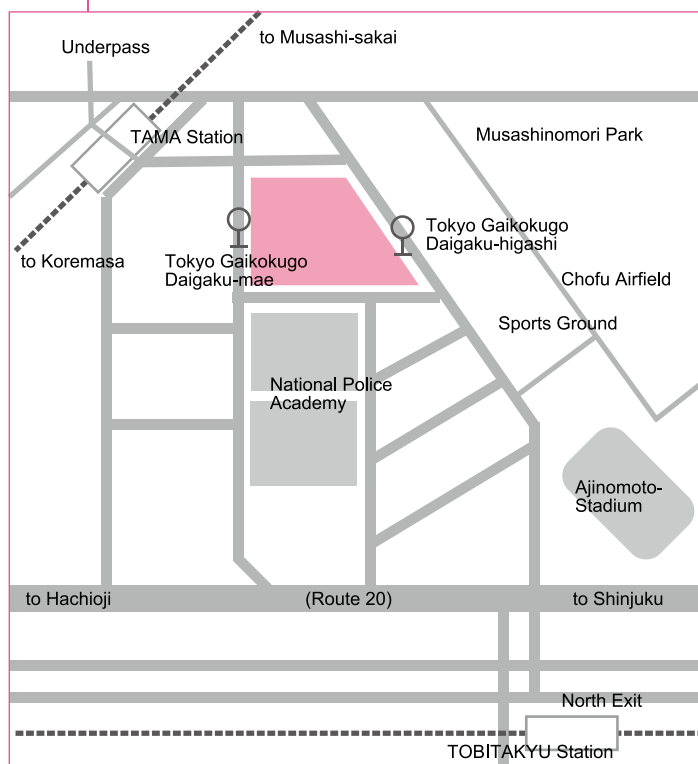 to Musashi-sakai
Underpass
TAMA Station
Musashinomori Park
Tokyo Gaikokugo
Daigaku-higashi
to Koremasa
Tokyo Gaikokugo
Daigaku-mae
Chofu Airfield
Sports Ground
National Police
Academy
Ajinomoto-
Stadium
to Hachioji
(Route 20)
to Shinjuku
North Exit
TOBITAKYU Station